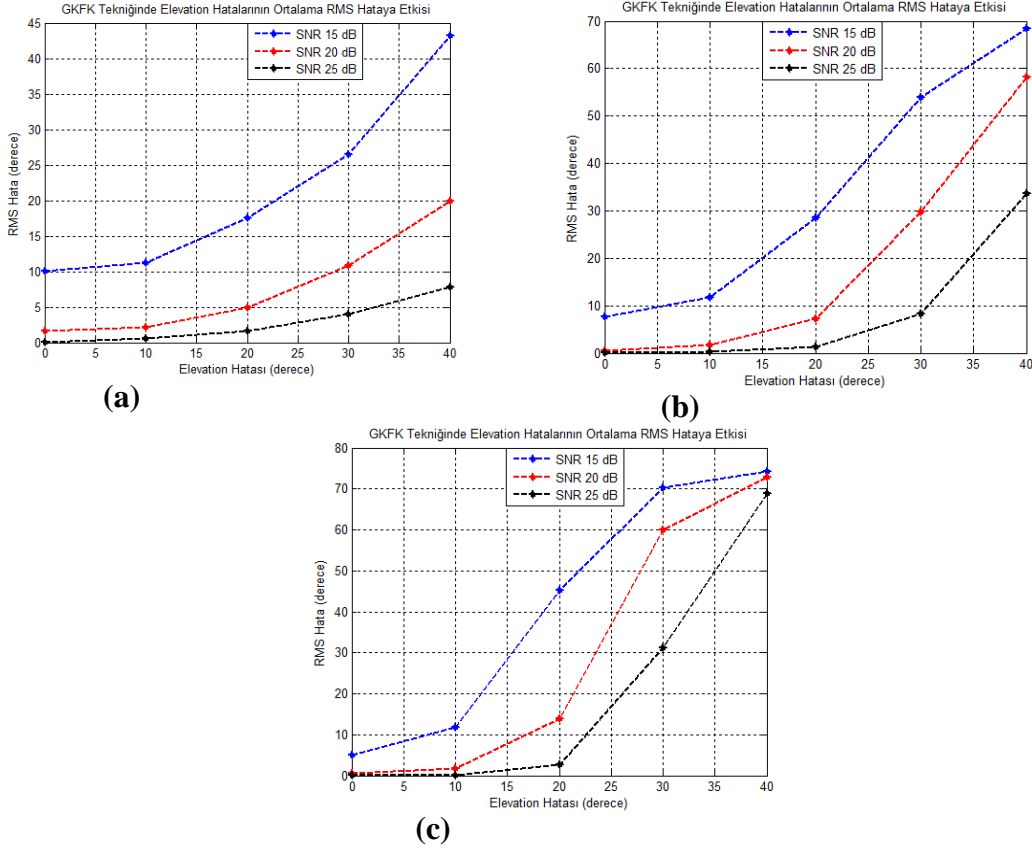 GKFK Tekniğinde Elevation Hatalarının Ortalama RMS Hataya Etkisi
45
40
35
30
25
20
15
10
5
0
RMS Hata (derece)
SNR 15 dB
SNR 20 dB
SNR 25 dB
0 5 10 15 20 25 30 35 40
Elevation Hatası (derece)
(a)
GKFK Tekniğinde Elevation Hatalarının Ortalama RMS Hataya Etkisi
70
60
50
40
30
20
10
0
RMS Hata (derece)
SNR 15 dB
SNR 20 dB
SNR 25 dB
0 5 10 15 20 25 30 35 40
Elevation Hatası (derece)
(b)
GKFK Tekniğinde Elevation Hatalarının Ortalama RMS Hataya Etkisi
80
70
60
50
40
30
20
10
0
RMS Hata (derece)
SNR 15 dB
SNR 20 dB
SNR 25 dB
0 5 10 15 20 25 30 35 40
Elevation Hatası (derece)
(c)